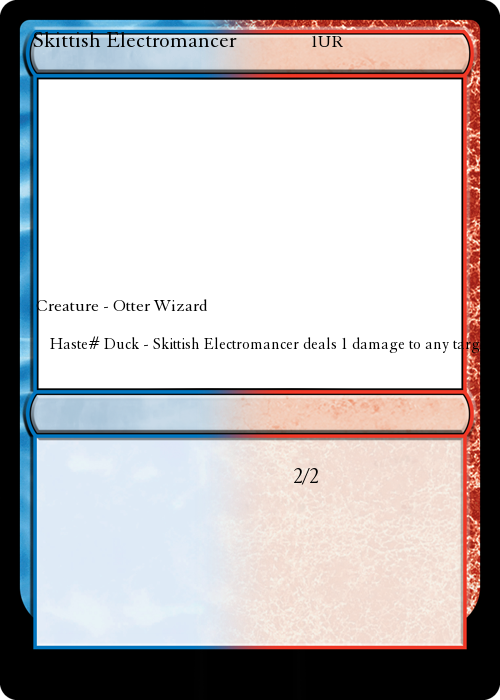 Skittish Electromancer 1UR
Creature - Otter Wizard
Haste# Duck - Skittish Electromancer deals 1 damage to any targ
2/2